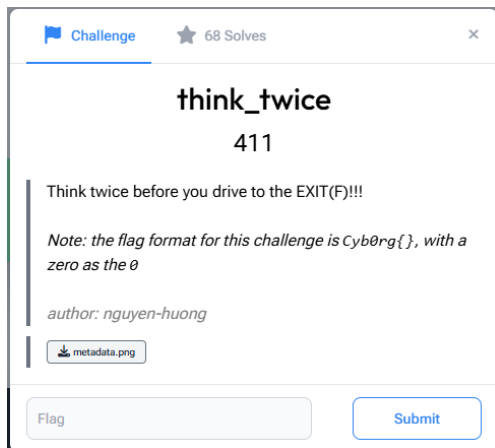 Challenge
68 Solves
×
think_twice
411
Think twice before you drive to the EXIT(F)!!!
Note: the flag format for this challenge is Cyb0rg{}, with a
zero as the 0
author: nguyen-huong
metadata.png
Flag
Submit